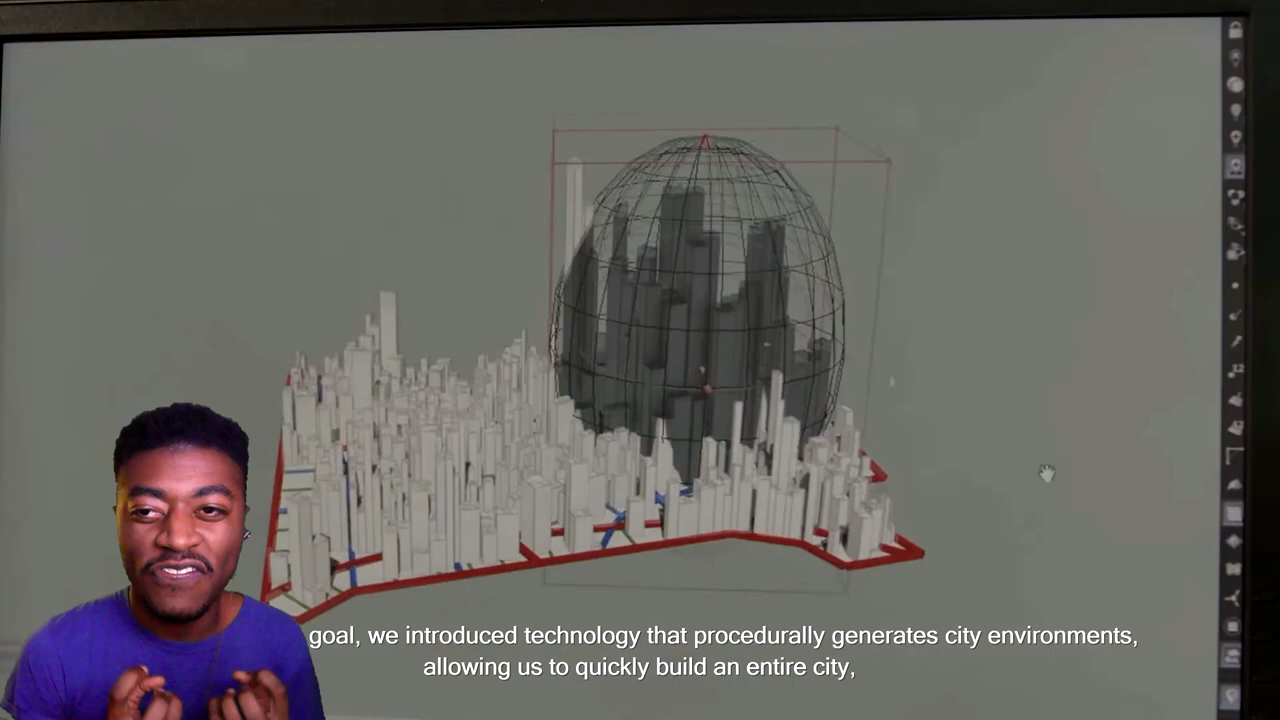 goal, we introduced technology that procedurally generates city environments,
allowing us to quickly build an entire city,